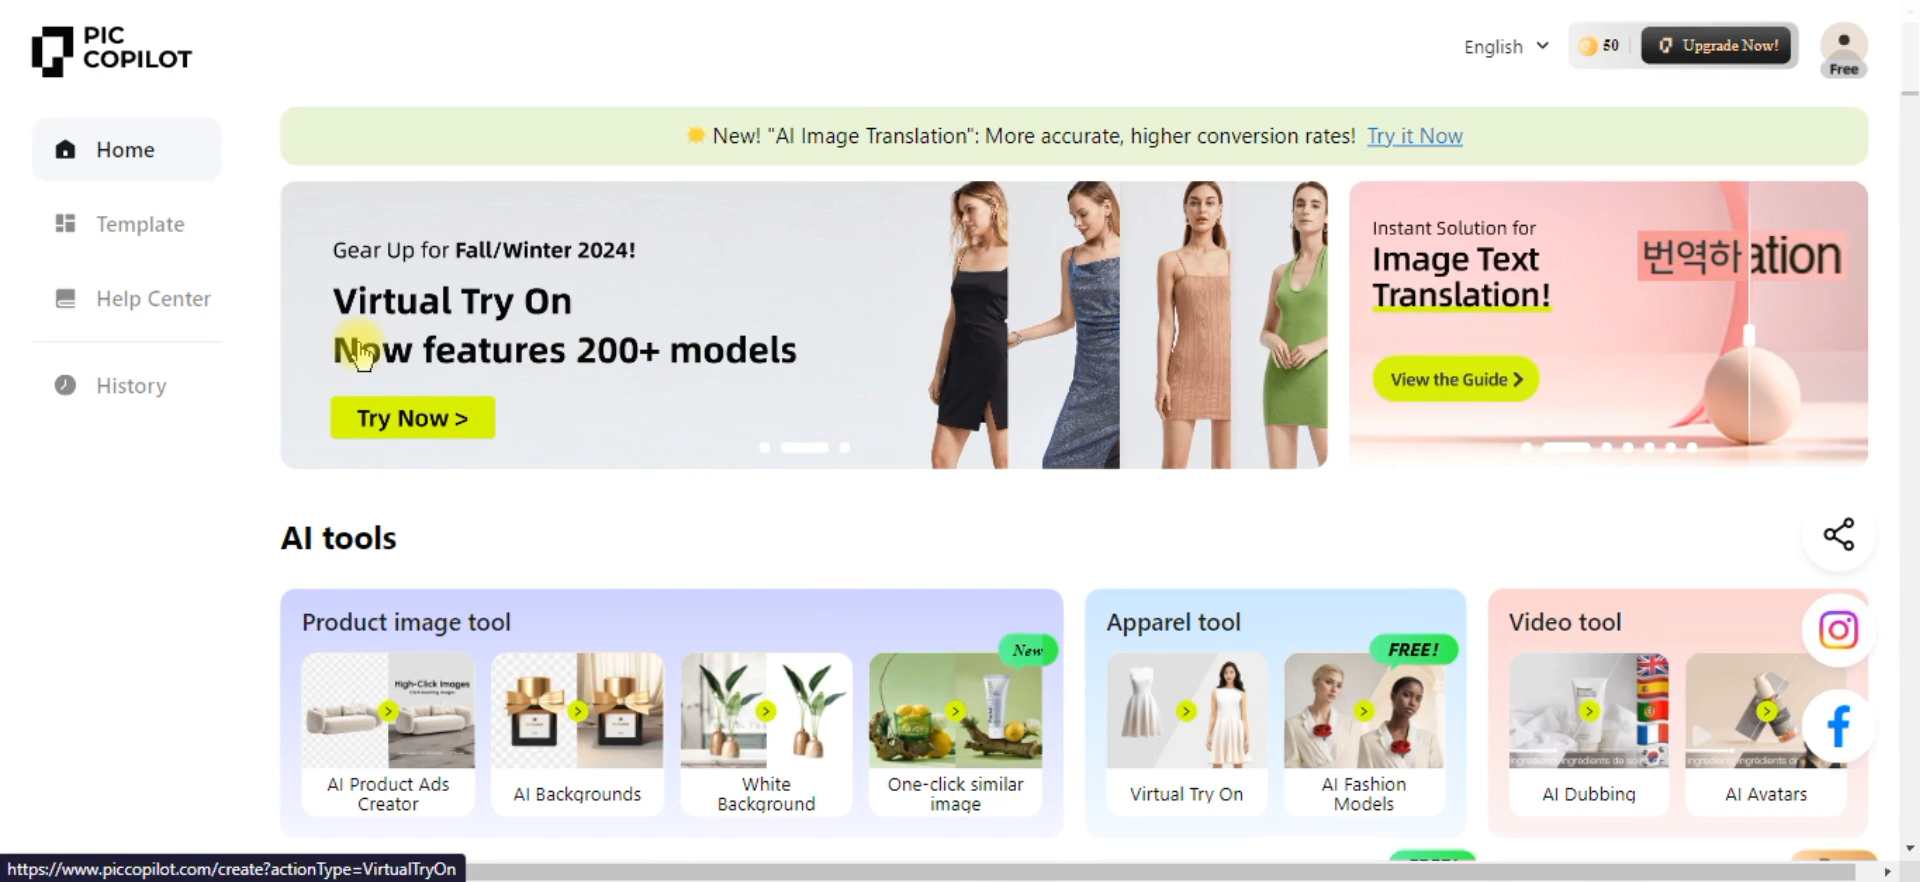 PIC
COPILOT
English
50
Upgrade Now!
Free
Home
Template
Help Center
History
New! "AI Image Translation": More accurate, higher conversion rates! Try it Now
Gear Up for Fall/Winter 2024!
Virtual Try On
Now features 200+ models
Try Now >
Instant Solution for
Image Text
Translation!
번역하
ation
View the Guide >
AI tools
Product image tool
New
High-Click Images
AI Product Ads
Creator
AI Backgrounds
White
Background
One-click similar
image
Apparel tool
FREE!
Virtual Try On
AI Fashion
Models
Video tool
AI Dubbing
AI Avatars
https://www.piccopilot.com/create?actionType=VirtualTryOn